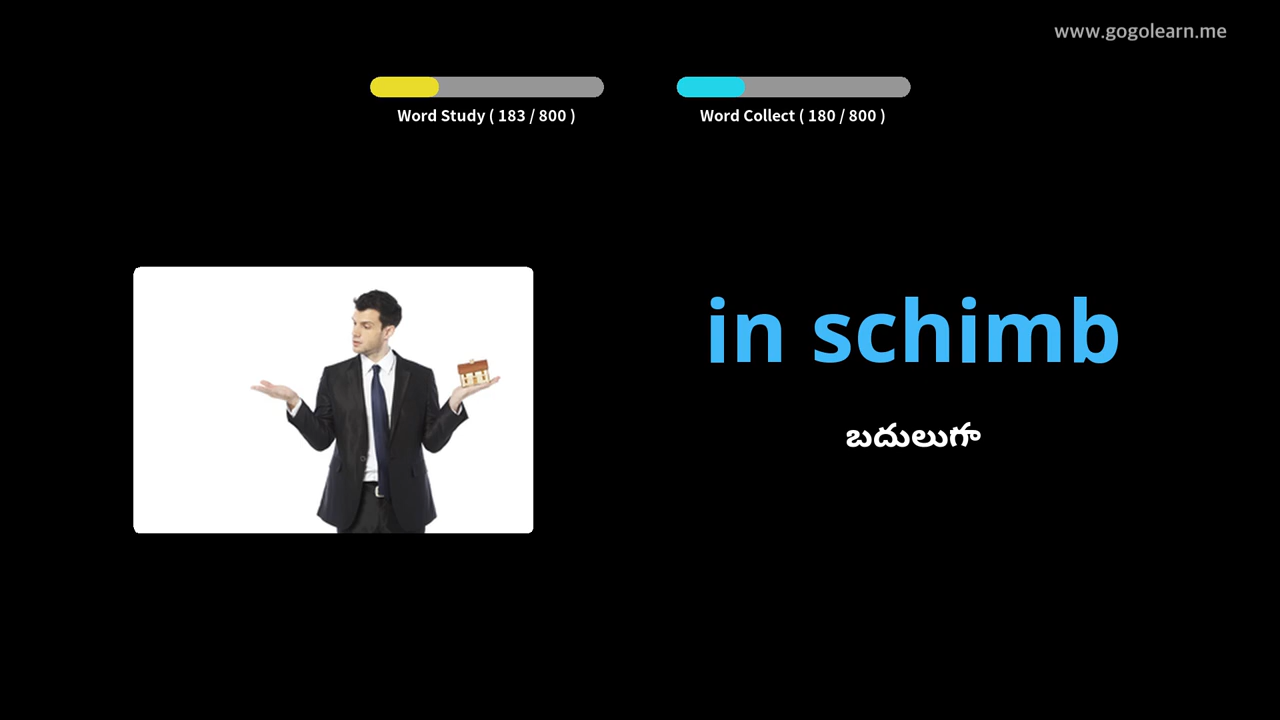 www.gogolearn.me
Word Study ( 183 / 800 )
Word Collect ( 180 / 800 )
in schimb
బదులుగా